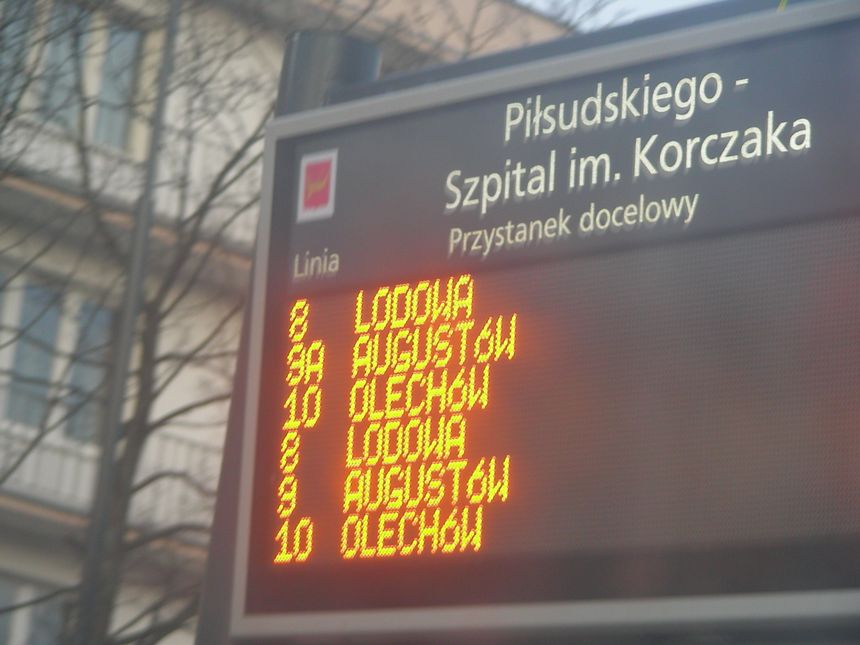 Piłsudskiego -
Szpital im. Korczaka
Przystanek docelowy
Linia
8 LODOWA
9A AUGUSTÓW
10 OLECHÓW
8 LODOWA
9 AUGUSTÓW
10 OLECHÓW